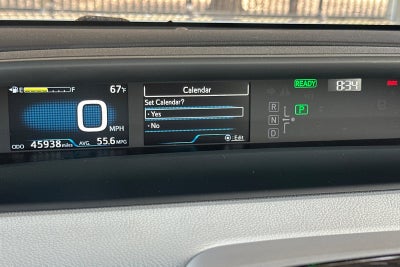 E F 67°F
0
MPH
ODO 45938 miles AVG. 55.6 MPG
Calendar
Set Calendar?
· Yes
· No
: Edit
READY 8:34
R
P
N
D